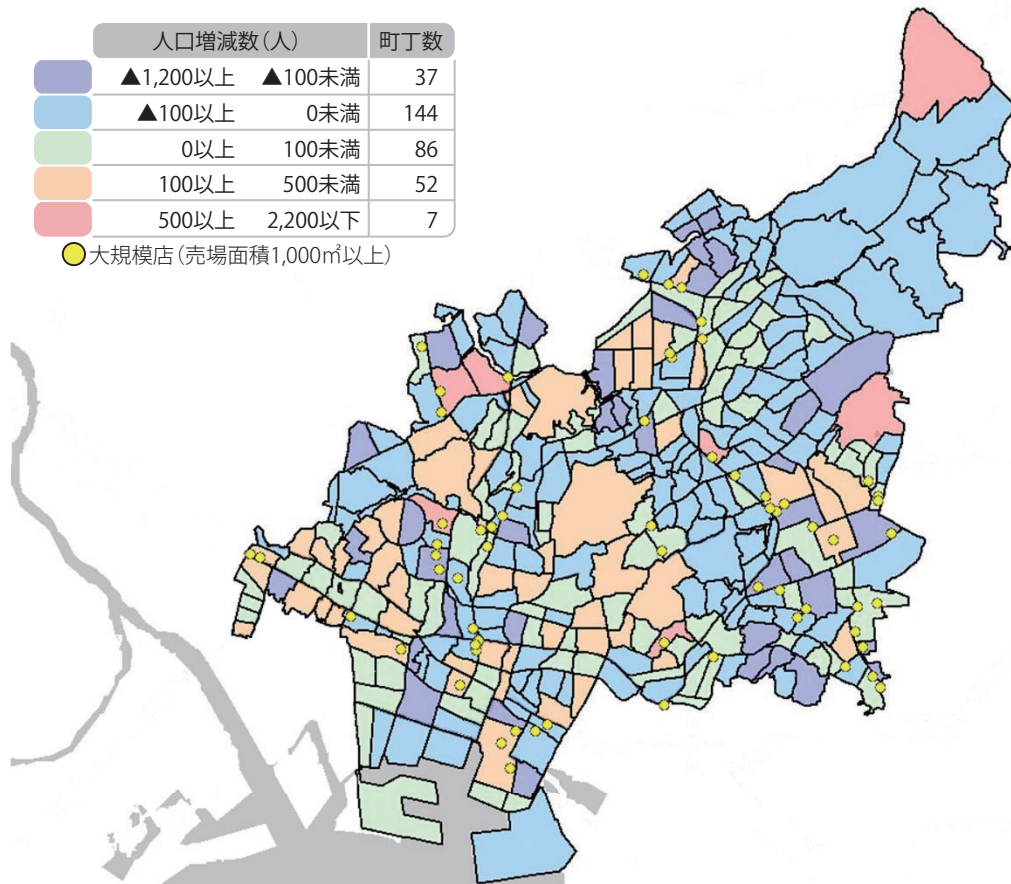 人口増減数(人) 町丁数
▲1,200以上 ▲100未満 37
▲100以上 0未満 144
0以上 100未満 86
100以上 500未満 52
500以上 2,200以下 7
大規模店(売場面積1,000㎡以上)